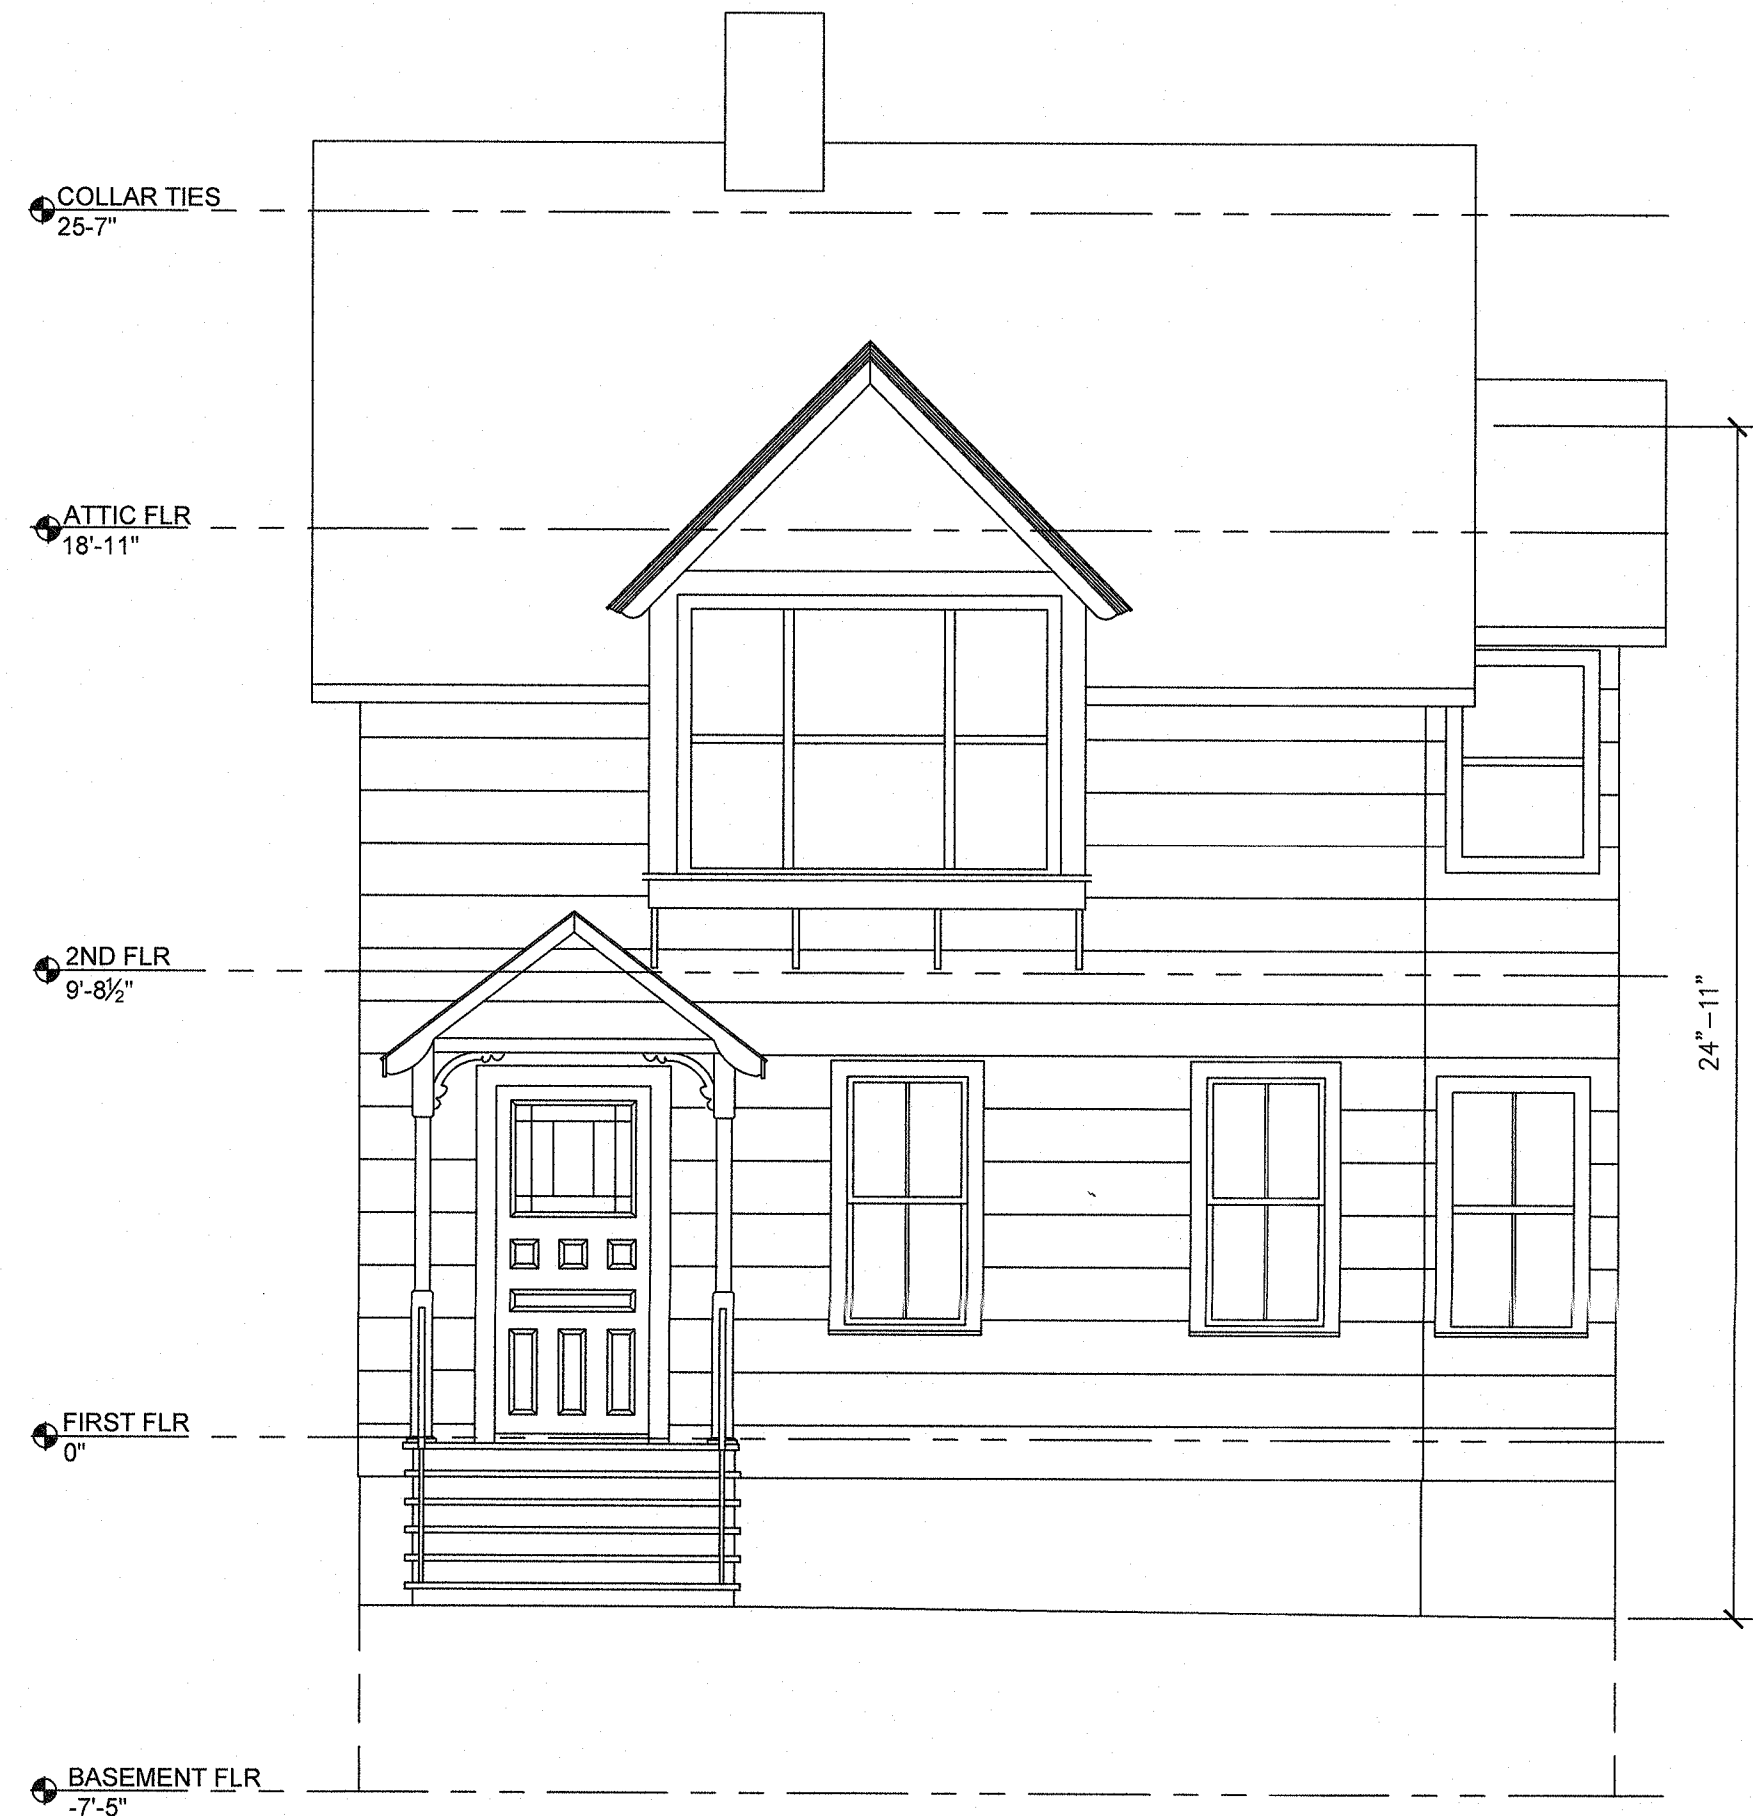 COLLAR TIES
25-7"
ATTIC FLR
18'-11"
2ND FLR
9'-8½"
24"–11"
FIRST FLR
0"
BASEMENT FLR
-7'-5"